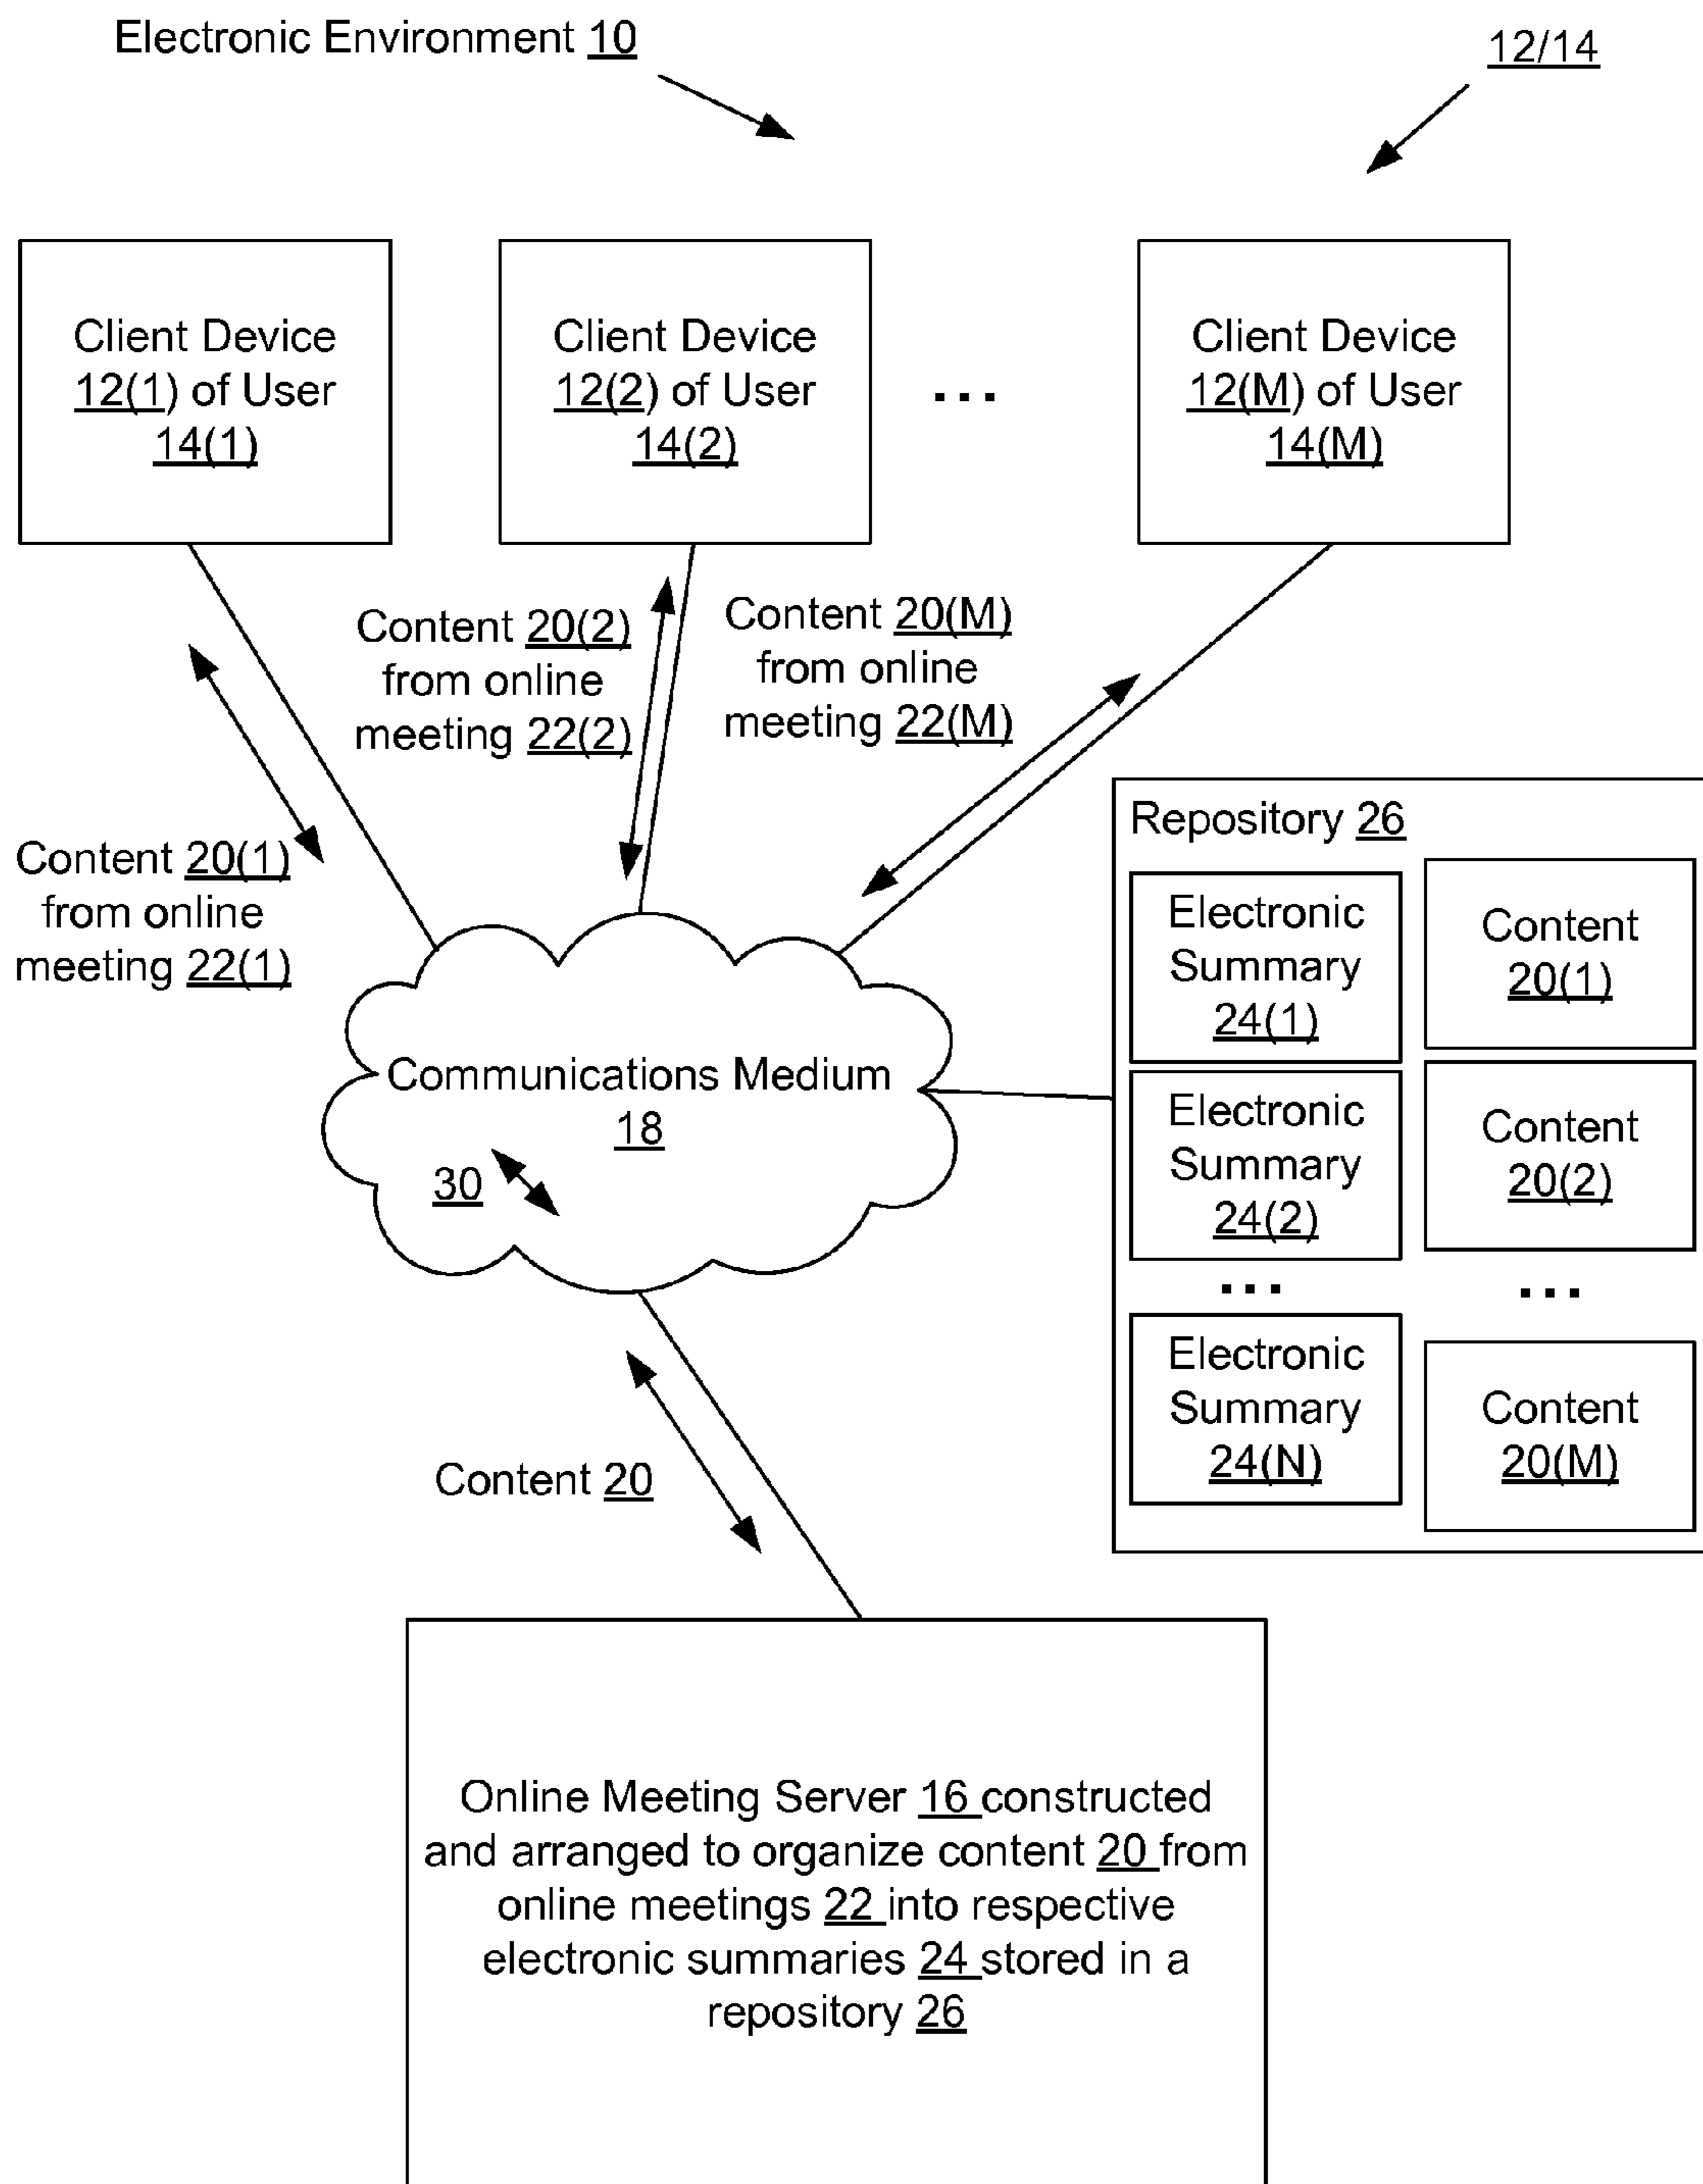 Electronic Environment 10
12/14
Client Device
12(1) of User
14(1)
Client Device
12(2) of User
14(2)
...
Client Device
12(M) of User
14(M)
Content 20(2)
from online
meeting 22(2)
Content 20(M)
from online
meeting 22(M)
Content 20(1)
from online
meeting 22(1)
Repository 26
Electronic
Summary
24(1)
Content
20(1)
Electronic
Summary
24(2)
Content
20(2)
...
...
Electronic
Summary
24(N)
Content
20(M)
Communications Medium
18
30
Content 20
Online Meeting Server 16 constructed
and arranged to organize content 20 from
online meetings 22 into respective
electronic summaries 24 stored in a
repository 26